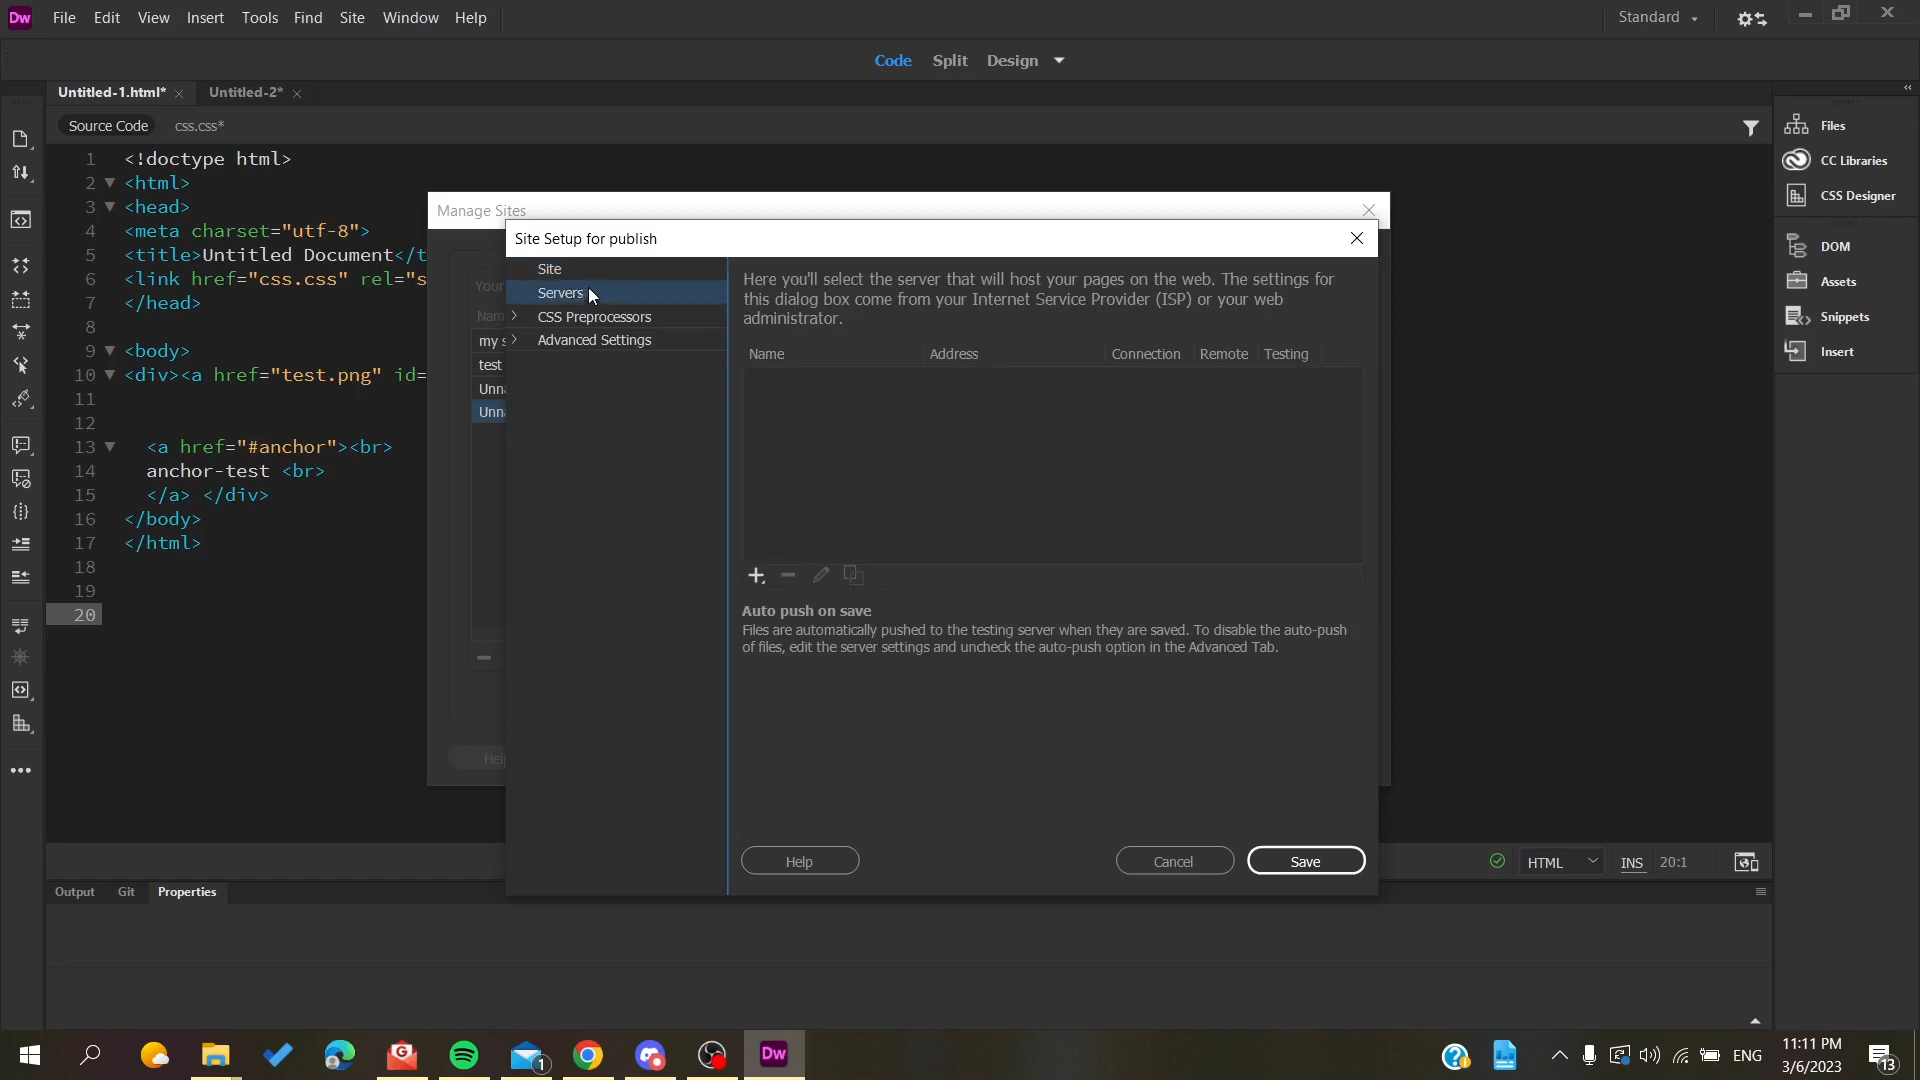 Dw File Edit View Insert Tools Find Site Window Help
Standard
Code Split Design
Untitled-1.html* Untitled-2*
Source Code css.css*
1 <!doctype html>
2 <html>
3 <head>
4 <meta charset="utf-8">
5 <title>Untitled Document</t
6 <link href="css.css" rel="s
7 </head>
8
9 <body>
10 <div><a href="test.png" id=
11
12
13 <a href="#anchor"><br>
14 anchor-test <br>
15 </a> </div>
16 </body>
17 </html>
18
19
20
Manage Sites
Your
Nam
my s
test
Unna
Unna
Hel
Site Setup for publish
Site
Servers
CSS Preprocessors
Advanced Settings
Here you'll select the server that will host your pages on the web. The settings for
this dialog box come from your Internet Service Provider (ISP) or your web
administrator.
Name Address Connection Remote Testing
Auto push on save
Files are automatically pushed to the testing server when they are saved. To disable the auto-push
of files, edit the server settings and uncheck the auto-push option in the Advanced Tab.
Help Cancel Save
Files
CC Libraries
CSS Designer
DOM
Assets
Snippets
Insert
HTML INS 20:1
Output Git Properties
1
Dw
ENG
11:11 PM
3/6/2023
13